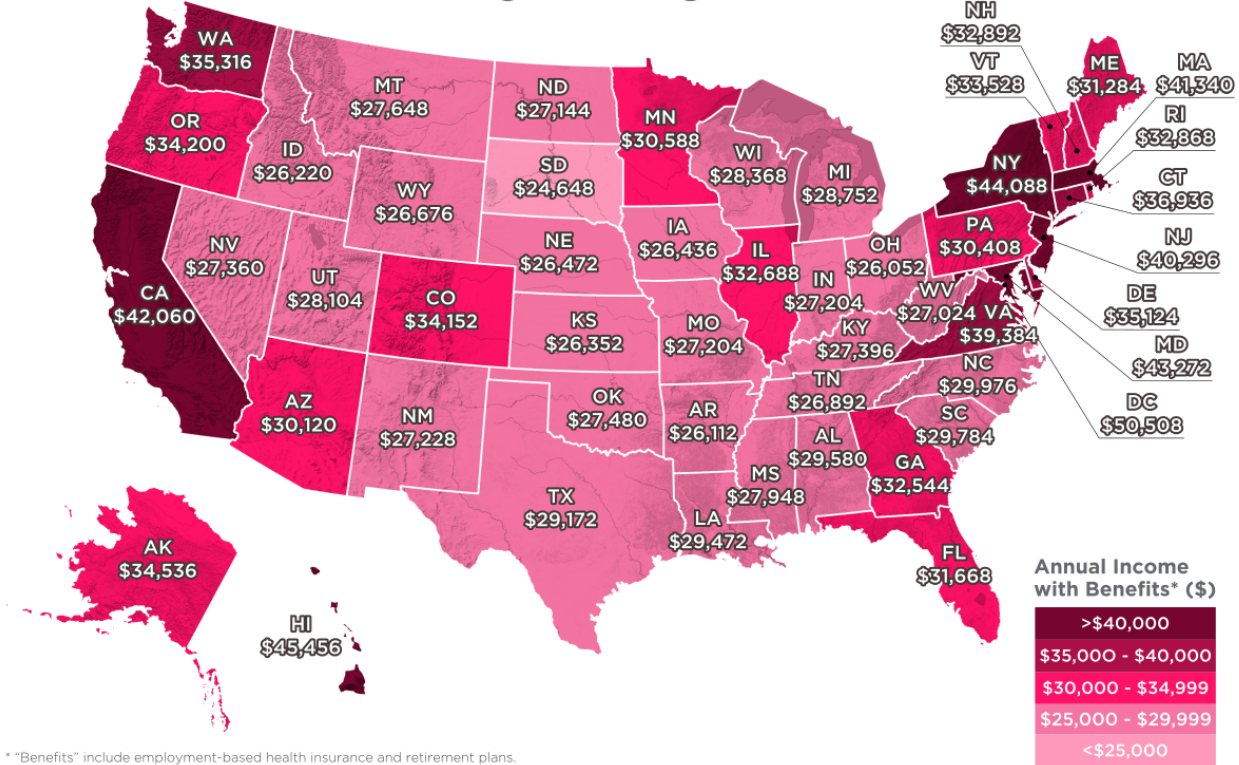 NH
$32,892
VT
$33,528
ME
$31,284
MA
$41,340
RI
$32,868
CT
$36,936
NJ
$40,296
DE
$35,124
MD
$43,272
DC
$50,508
WA
$35,316
OR
$34,200
ID
$26,220
MT
$27,648
ND
$27,144
MN
$30,588
WY
$26,676
SD
$24,648
WI
$28,368
MI
$28,752
NY
$44,088
PA
$30,408
NV
$27,360
UT
$28,104
CA
$42,060
CO
$34,152
NE
$26,472
IA
$26,436
IL
$32,688
IN
$27,204
OH
$26,052
WV
$27,024
VA
$39,384
KS
$26,352
MO
$27,204
KY
$27,396
NC
$29,976
TN
$26,892
SC
$29,784
AZ
$30,120
NM
$27,228
OK
$27,480
AR
$26,112
MS
$27,948
AL
$29,580
GA
$32,544
TX
$29,172
LA
$29,472
FL
$31,668
AK
$34,536
HI
$45,456
Annual Income
with Benefits* ($)
>$40,000
$35,000 - $40,000
$30,000 - $34,999
$25,000 - $29,999
<$25,000
* "Benefits" include employment-based health insurance and retirement plans.